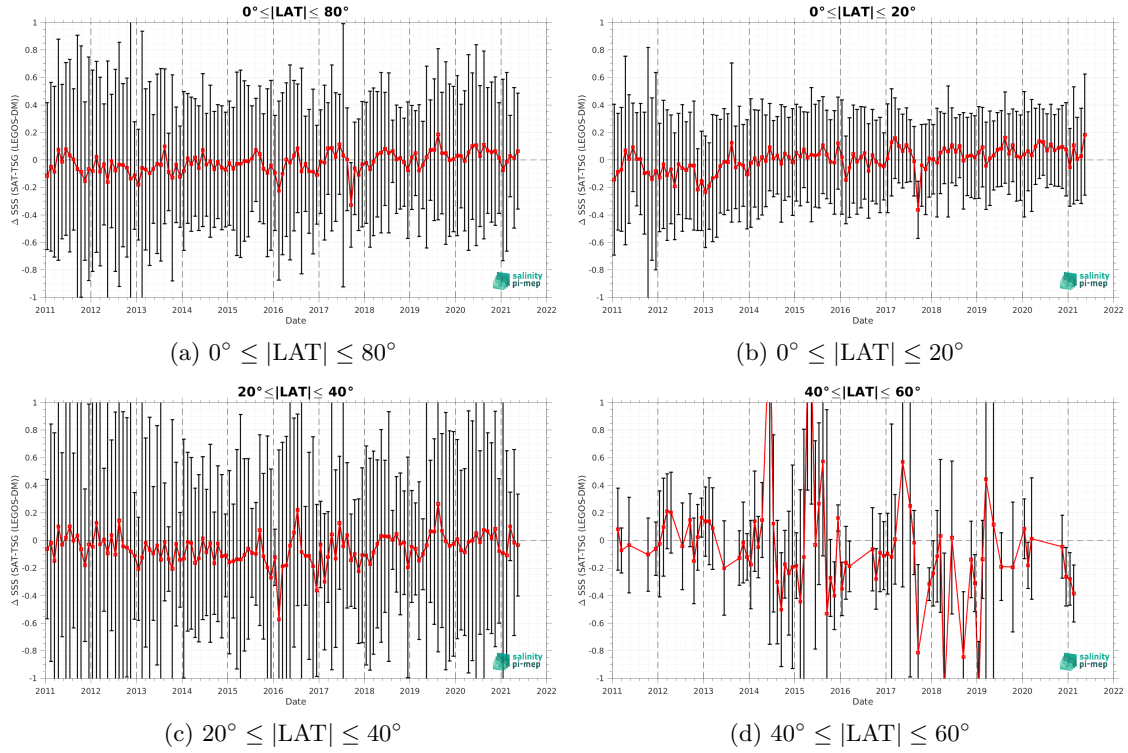 0°≤|LAT|≤ 80°
Δ SSS (SAT-TSG (LEGOS-DM))
1
0.8
0.6
0.4
0.2
0
-0.2
-0.4
-0.6
-0.8
-1
2011 2012 2013 2014 2015 2016 2017 2018 2019 2020 2021 2022
Date
salinity
pi-mep
(a) 0° ≤ |LAT| ≤ 80°
0°≤|LAT|≤ 20°
Δ SSS (SAT-TSG (LEGOS-DM))
1
0.8
0.6
0.4
0.2
0
-0.2
-0.4
-0.6
-0.8
-1
2011 2012 2013 2014 2015 2016 2017 2018 2019 2020 2021 2022
Date
salinity
pi-mep
(b) 0° ≤ |LAT| ≤ 20°
20°≤|LAT|≤ 40°
Δ SSS (SAT-TSG (LEGOS-DM))
1
0.8
0.6
0.4
0.2
0
-0.2
-0.4
-0.6
-0.8
-1
2011 2012 2013 2014 2015 2016 2017 2018 2019 2020 2021 2022
Date
salinity
pi-mep
(c) 20° ≤ |LAT| ≤ 40°
40°≤|LAT|≤ 60°
Δ SSS (SAT-TSG (LEGOS-DM))
1
0.8
0.6
0.4
0.2
0
-0.2
-0.4
-0.6
-0.8
-1
2011 2012 2013 2014 2015 2016 2017 2018 2019 2020 2021 2022
Date
salinity
pi-mep
(d) 40° ≤ |LAT| ≤ 60°